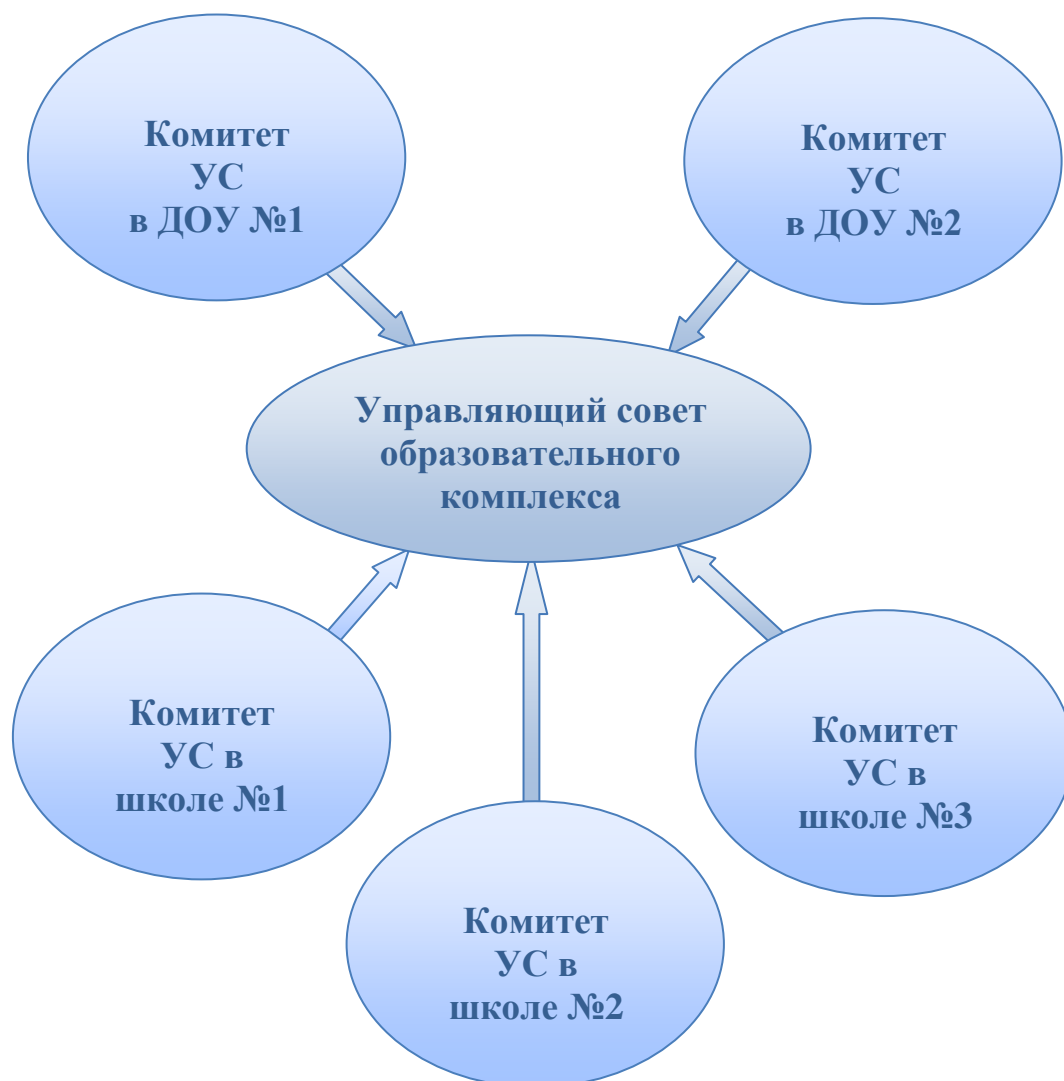 Комитет
УС
в ДОУ №1
Комитет
УС
в ДОУ №2
Управляющий совет
образовательного
комплекса
Комитет
УС в
школе №1
Комитет
УС в
школе №2
Комитет
УС в
школе №3